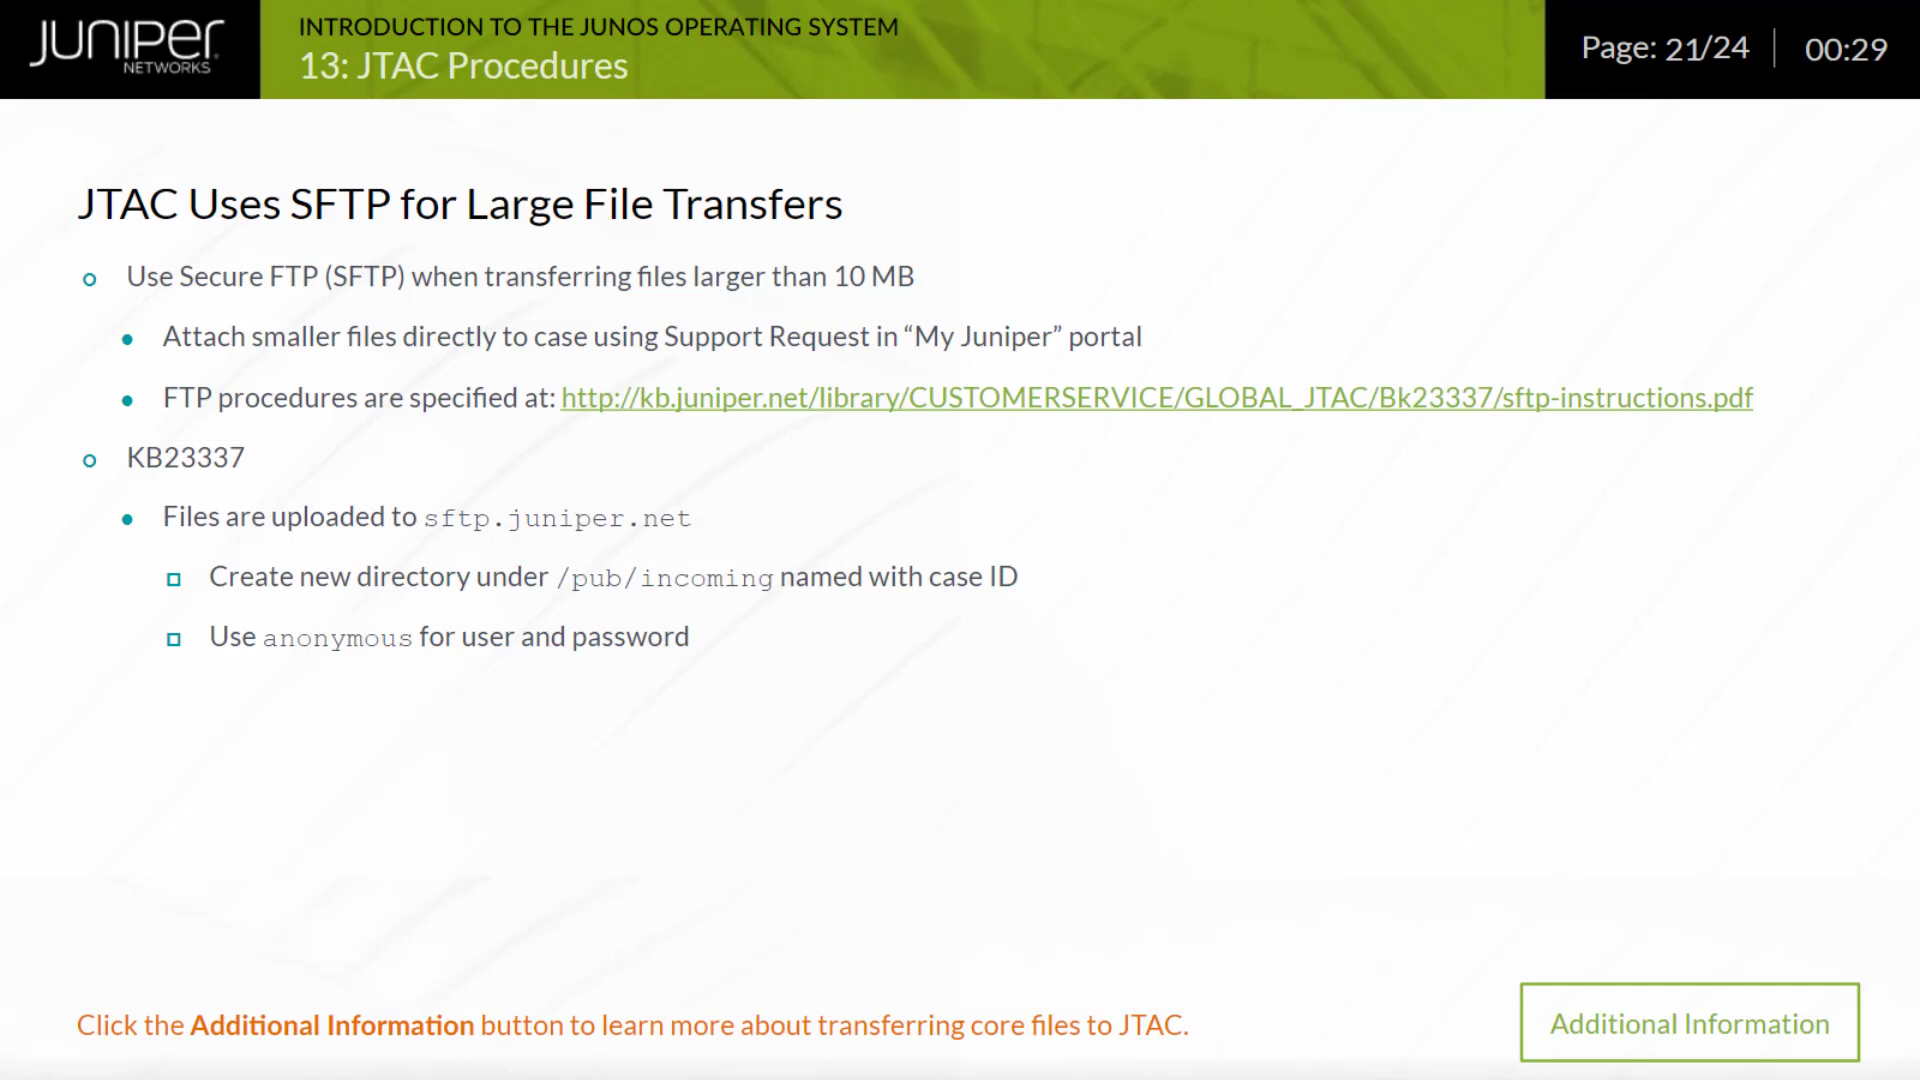 JUNIPEr
NETWORKS
INTRODUCTION TO THE JUNOS OPERATING SYSTEM
13: JTAC Procedures
Page: 21/24
00:29
JTAC Uses SFTP for Large File Transfers
Use Secure FTP (SFTP) when transferring files larger than 10 MB
Attach smaller files directly to case using Support Request in “My Juniper” portal
FTP procedures are specified at: http://kb.juniper.net/library/CUSTOMERSERVICE/GLOBAL_JTAC/Bk23337/sftp-instructions.pdf
KB23337
Files are uploaded to sftp.juniper.net
Create new directory under /pub/incoming named with case ID
Use anonymous for user and password
Click the Additional Information button to learn more about transferring core files to JTAC.
Additional Information